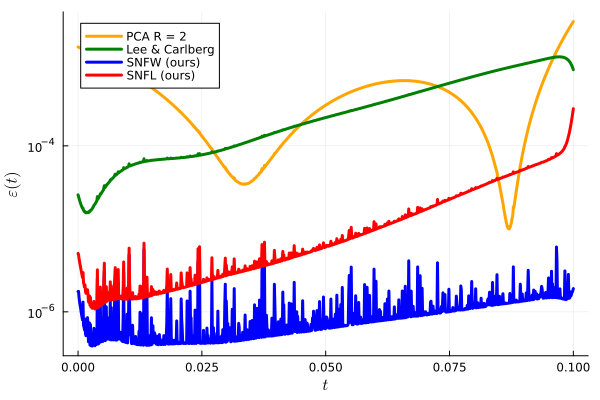 PCA R = 2
Lee & Carlberg
SNFW (ours)
SNFL (ours)
10⁻⁴
10⁻⁶
ε(t)
0.000 0.025 0.050 0.075 0.100
t